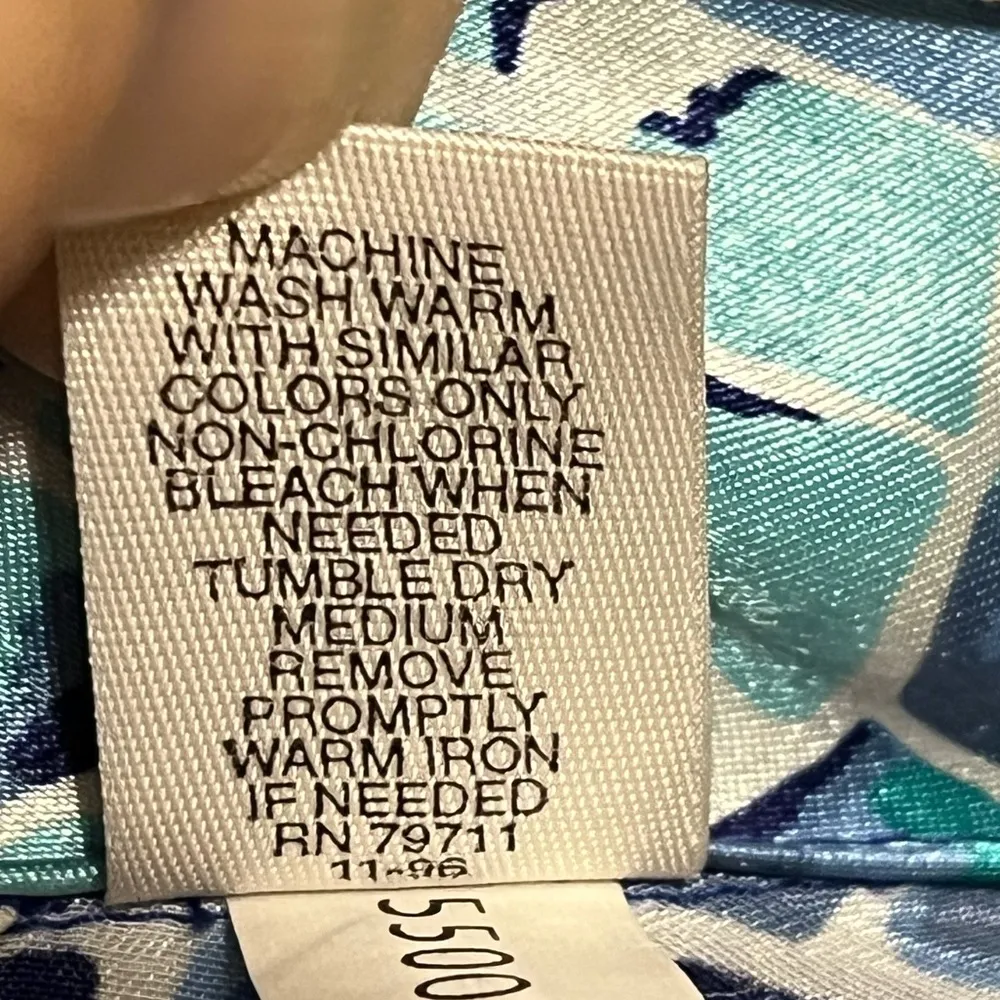 MACHINE
WASH WARM
WITH SIMILAR
COLORS ONLY
NON-CHLORINE
BLEACH WHEN
NEEDED
TUMBLE DRY
MEDIUM
REMOVE
PROMPTLY
WARM IRON
IF NEEDED
RN 79711
11-96
5500